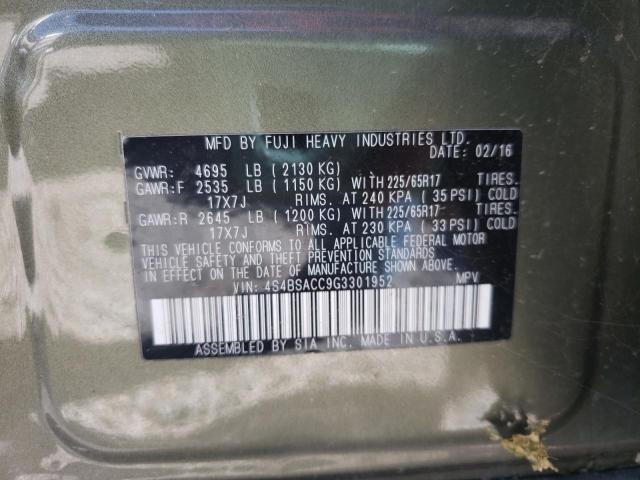 MFD BY FUJI HEAVY INDUSTRIES LTD.
DATE: 02/16
GVWR: 4695 LB ( 2130 KG)
GAWR:F 2535 LB ( 1150 KG) WITH 225/65R17 TIRES.
17X7J RIMS. AT 240 KPA ( 35 PSI) COLD
GAWR:R 2645 LB ( 1200 KG) WITH 225/65R17 TIRES.
17X7J RIMS. AT 230 KPA ( 33 PSI) COLD
THIS VEHICLE CONFORMS TO ALL APPLICABLE FEDERAL MOTOR
VEHICLE SAFETY AND THEFT PREVENTION STANDARDS
IN EFFECT ON THE DATE OF MANUFACTURE SHOWN ABOVE.
VIN: 4S4BSACC9G3301952 MPV
ASSEMBLED BY SIA INC. MADE IN U.S.A.